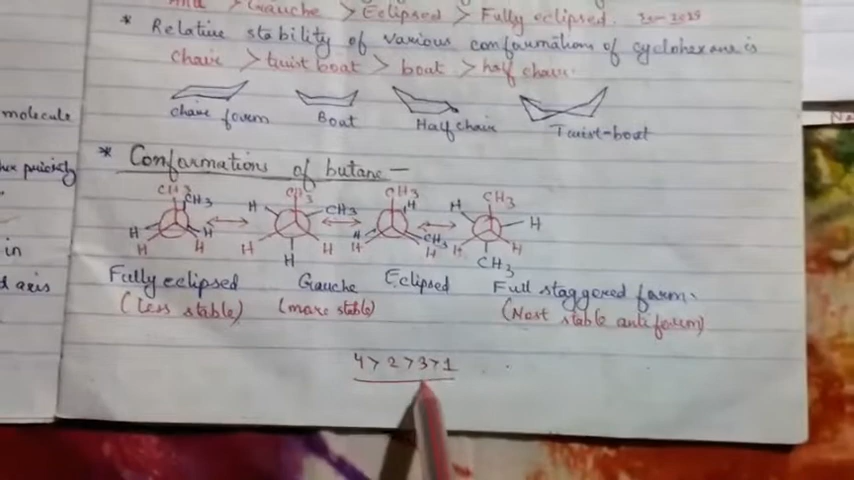 > Gauche > Eclipsed > Fully eclipsed.
* Relative stability of various conformations of cyclohexane is
chair > twist boat > boat > half chair.
chair form Boat Half chair Twist-boat
molecule
* Conformations of butane —
CH3 CH3 H H H H
H CH3 CH3 H H H
CH3 H H H CH3
H CH3 H H H CH3
in
axis
Fully eclipsed Gauche Eclipsed Full staggered form.
(less stable) (more stable) (Most stable anti form)
4 > 2 > 3 > 1